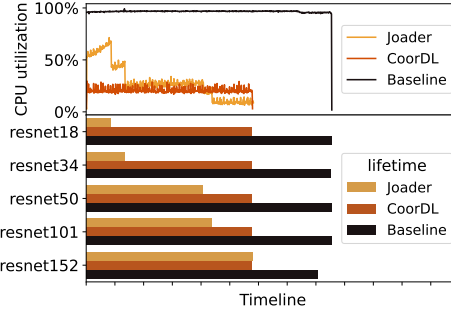 CPU utilization
100%
50%
0%
Joader
CoorDL
Baseline
resnet18
resnet34
resnet50
resnet101
resnet152
lifetime
Joader
CoorDL
Baseline
Timeline